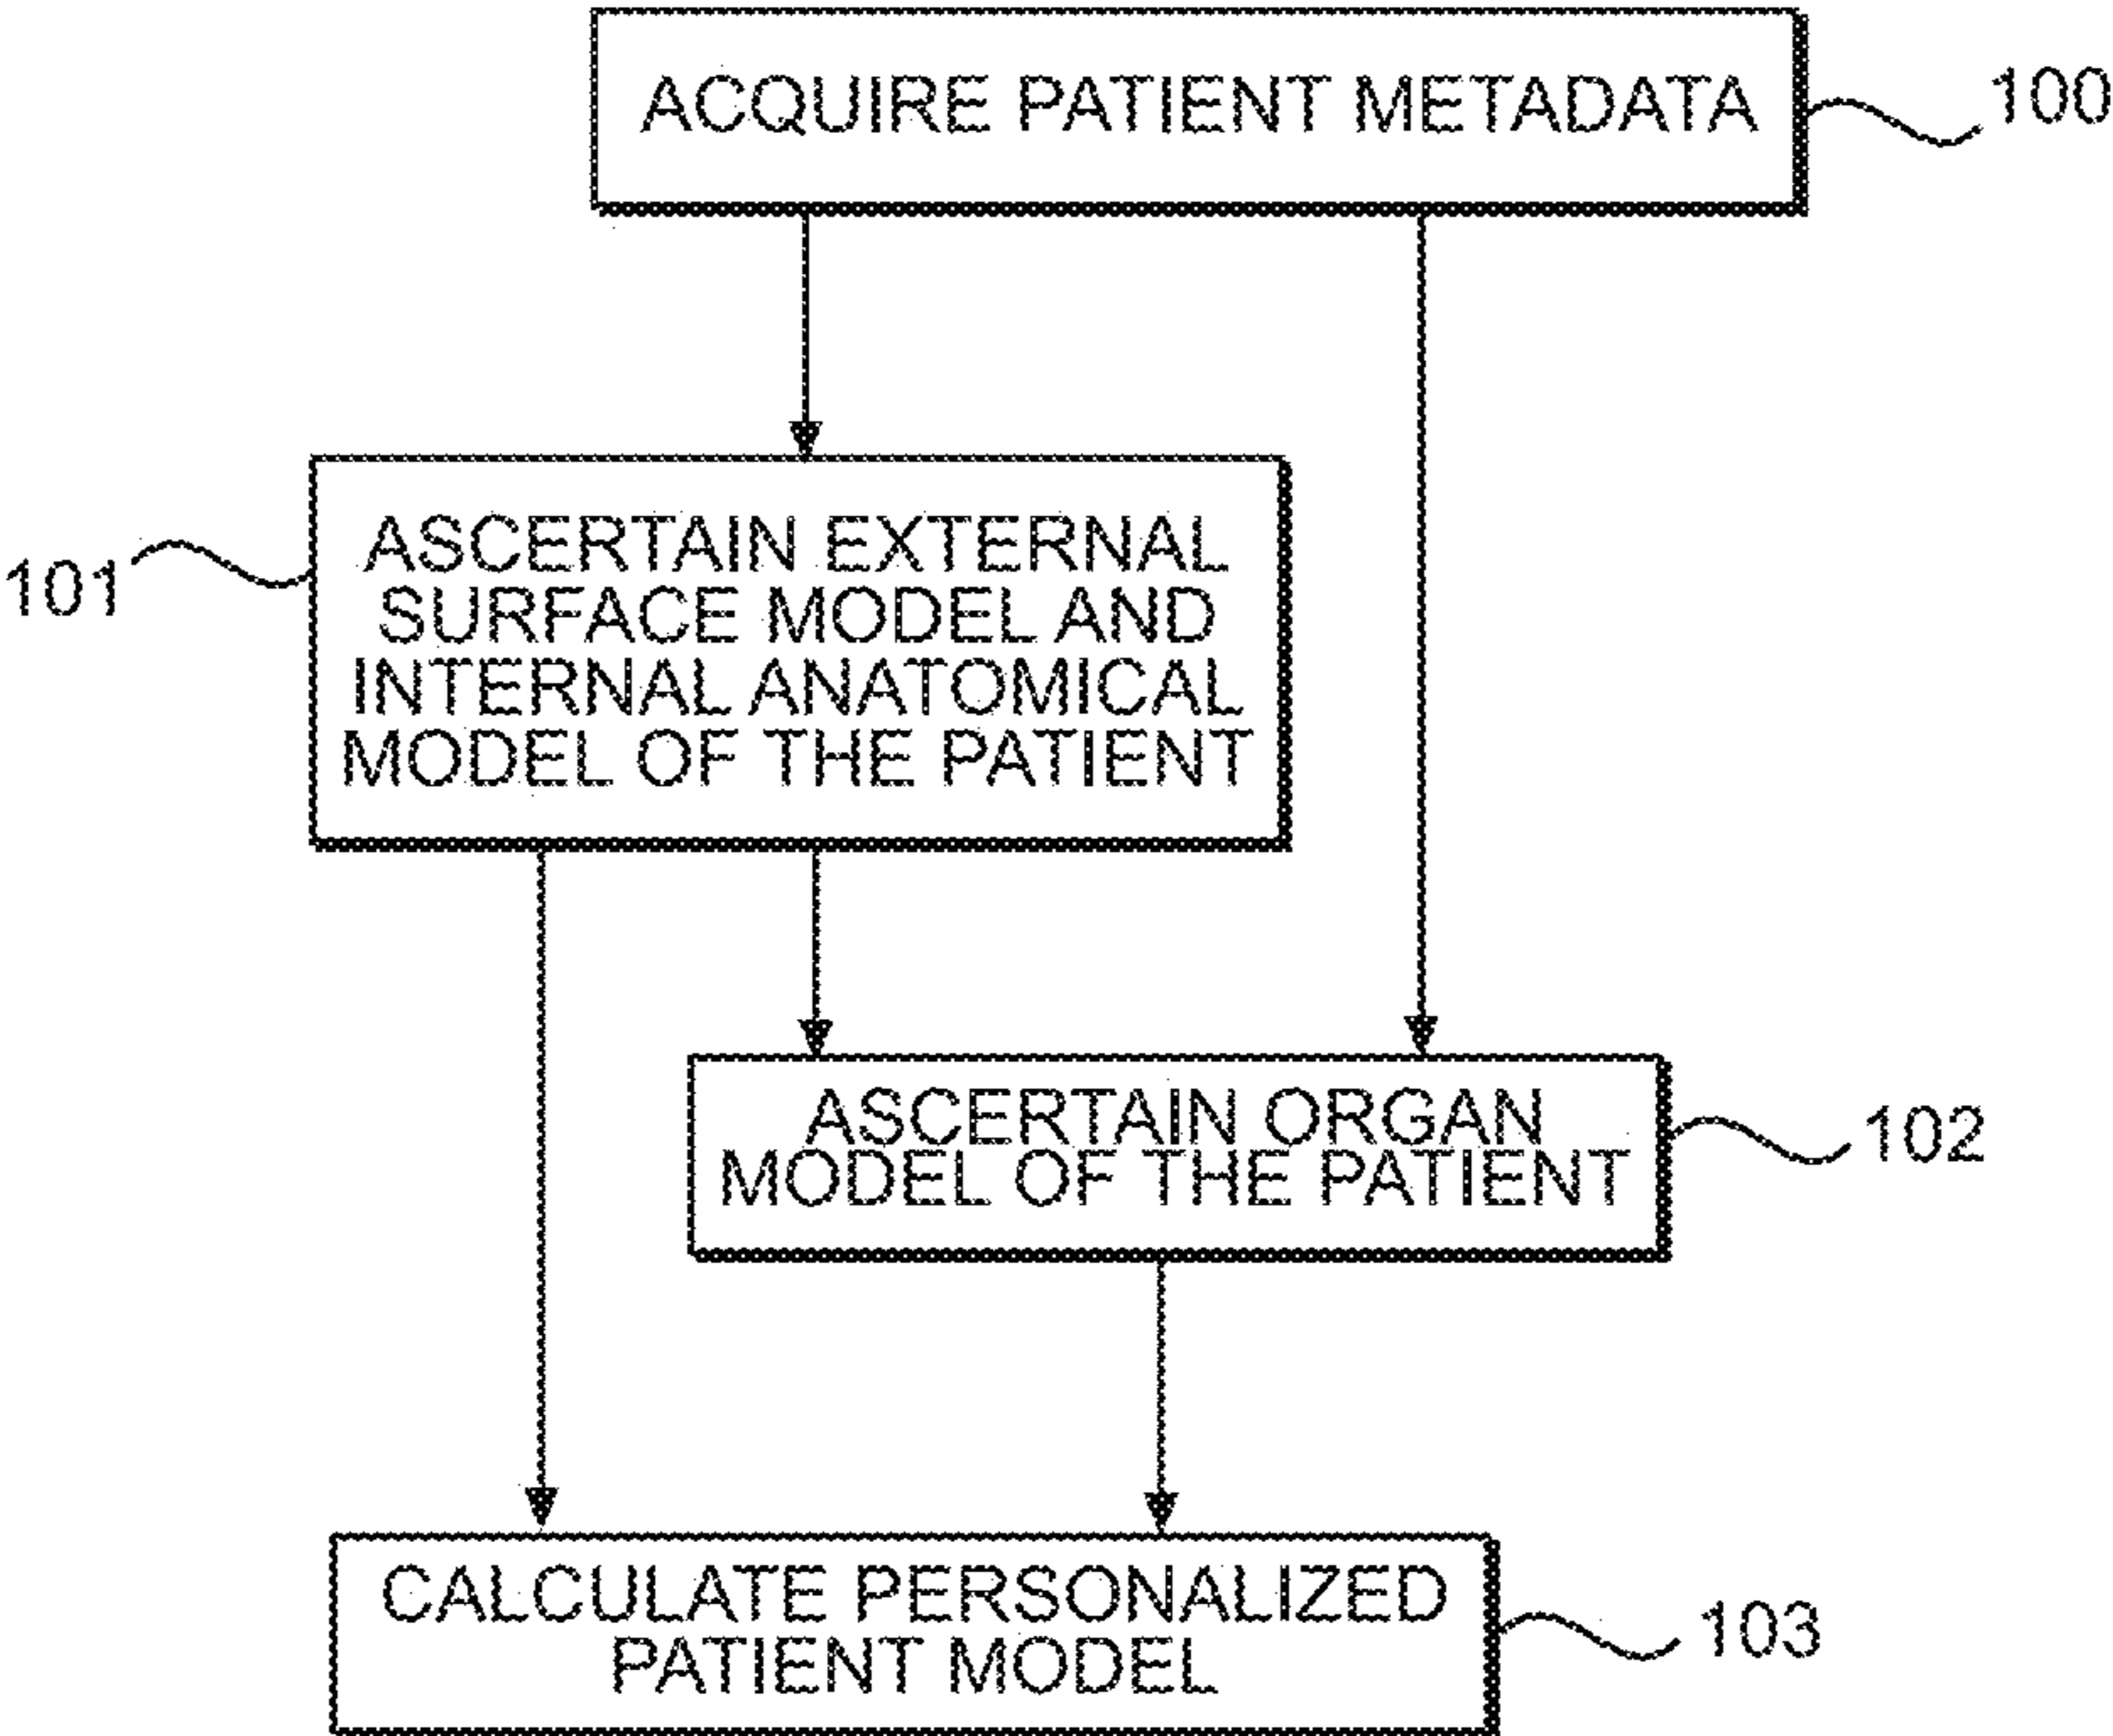 ACQUIRE PATIENT METADATA
100
101
ASCERTAIN EXTERNAL
SURFACE MODEL AND
INTERNAL ANATOMICAL
MODEL OF THE PATIENT
ASCERTAIN ORGAN
MODEL OF THE PATIENT
102
CALCULATE PERSONALIZED
PATIENT MODEL
103